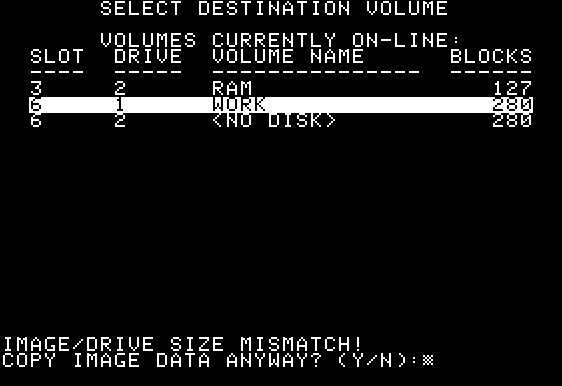 SELECT DESTINATION VOLUME
VOLUMES CURRENTLY ON-LINE:
SLOT DRIVE VOLUME NAME BLOCKS
---- ----- --------------- ------
3 2 RAM 127
6 1 WORK 280
6 2 <NO DISK> 280
IMAGE/DRIVE SIZE MISMATCH!
COPY IMAGE DATA ANYWAY? (Y/N):